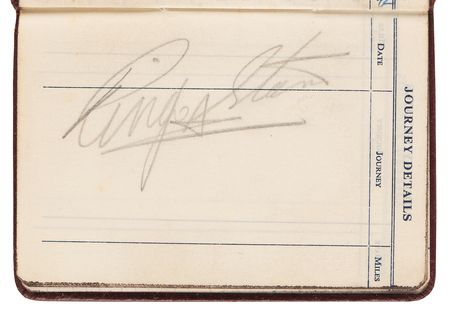 Ringo Starr
JOURNEY DETAILS
DATE
JOURNEY
MILES